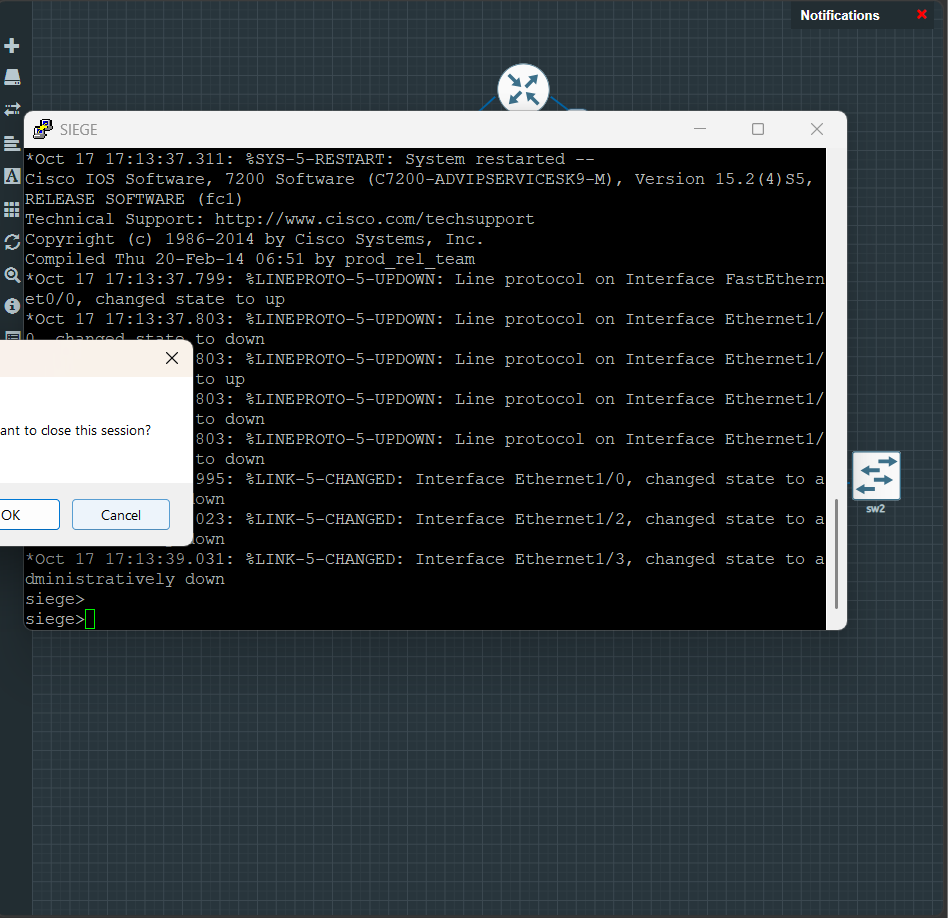 Notifications
SIEGE
*Oct 17 17:13:37.311: %SYS-5-RESTART: System restarted --
Cisco IOS Software, 7200 Software (C7200-ADVIPSERVICESK9-M), Version 15.2(4)S5,
RELEASE SOFTWARE (fc1)
Technical Support: http://www.cisco.com/techsupport
Copyright (c) 1986-2014 by Cisco Systems, Inc.
Compiled Thu 20-Feb-14 06:51 by prod_rel_team
*Oct 17 17:13:37.799: %LINEPROTO-5-UPDOWN: Line protocol on Interface FastEthern
et0/0, changed state to up
*Oct 17 17:13:37.803: %LINEPROTO-5-UPDOWN: Line protocol on Interface Ethernet1/
0, changed state to down
803: %LINEPROTO-5-UPDOWN: Line protocol on Interface Ethernet1/
to up
803: %LINEPROTO-5-UPDOWN: Line protocol on Interface Ethernet1/
to down
803: %LINEPROTO-5-UPDOWN: Line protocol on Interface Ethernet1/
to down
995: %LINK-5-CHANGED: Interface Ethernet1/0, changed state to a
own
023: %LINK-5-CHANGED: Interface Ethernet1/2, changed state to a
own
*Oct 17 17:13:39.031: %LINK-5-CHANGED: Interface Ethernet1/3, changed state to a
dministratively down
siege>
siege>
ant to close this session?
OK
Cancel
sw2